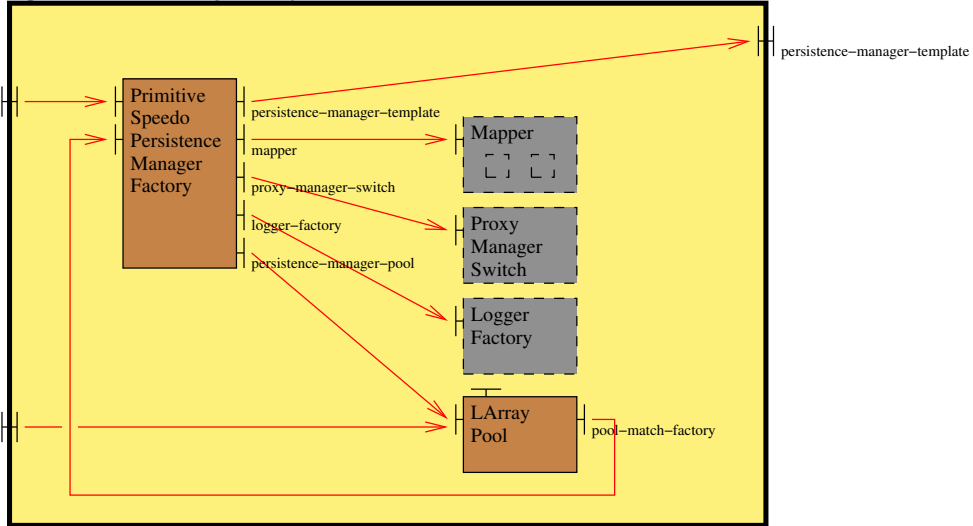 persistence−manager−template
Primitive
Speedo
Persistence
Manager
Factory
persistence−manager−template
mapper
proxy−manager−switch
logger−factory
persistence−manager−pool
Mapper
Proxy
Manager
Switch
Logger
Factory
LArray
Pool
pool−match−factory